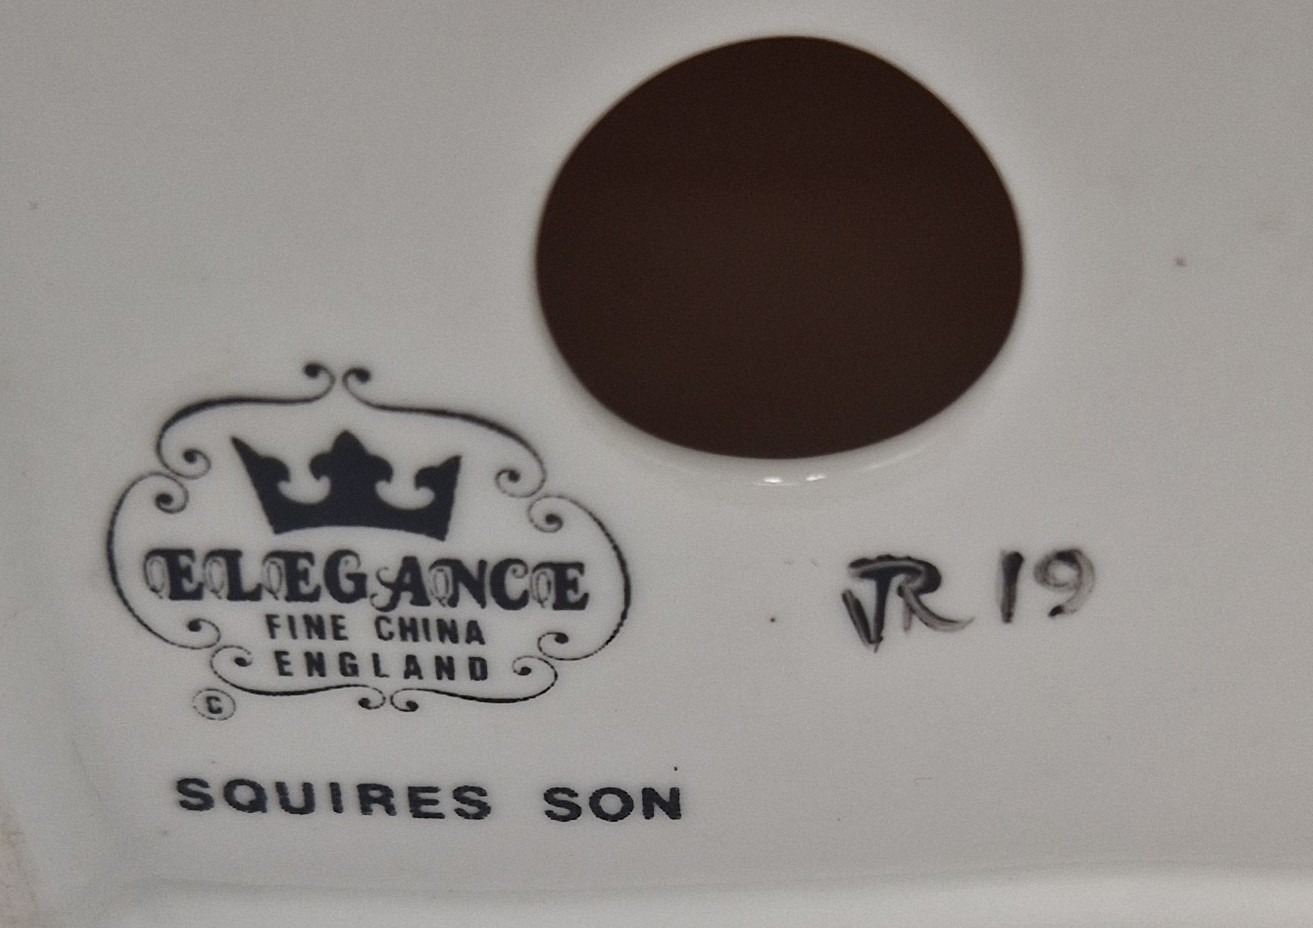 ELEGANCE
FINE CHINA
ENGLAND
©
SQUIRES SON
JR 19